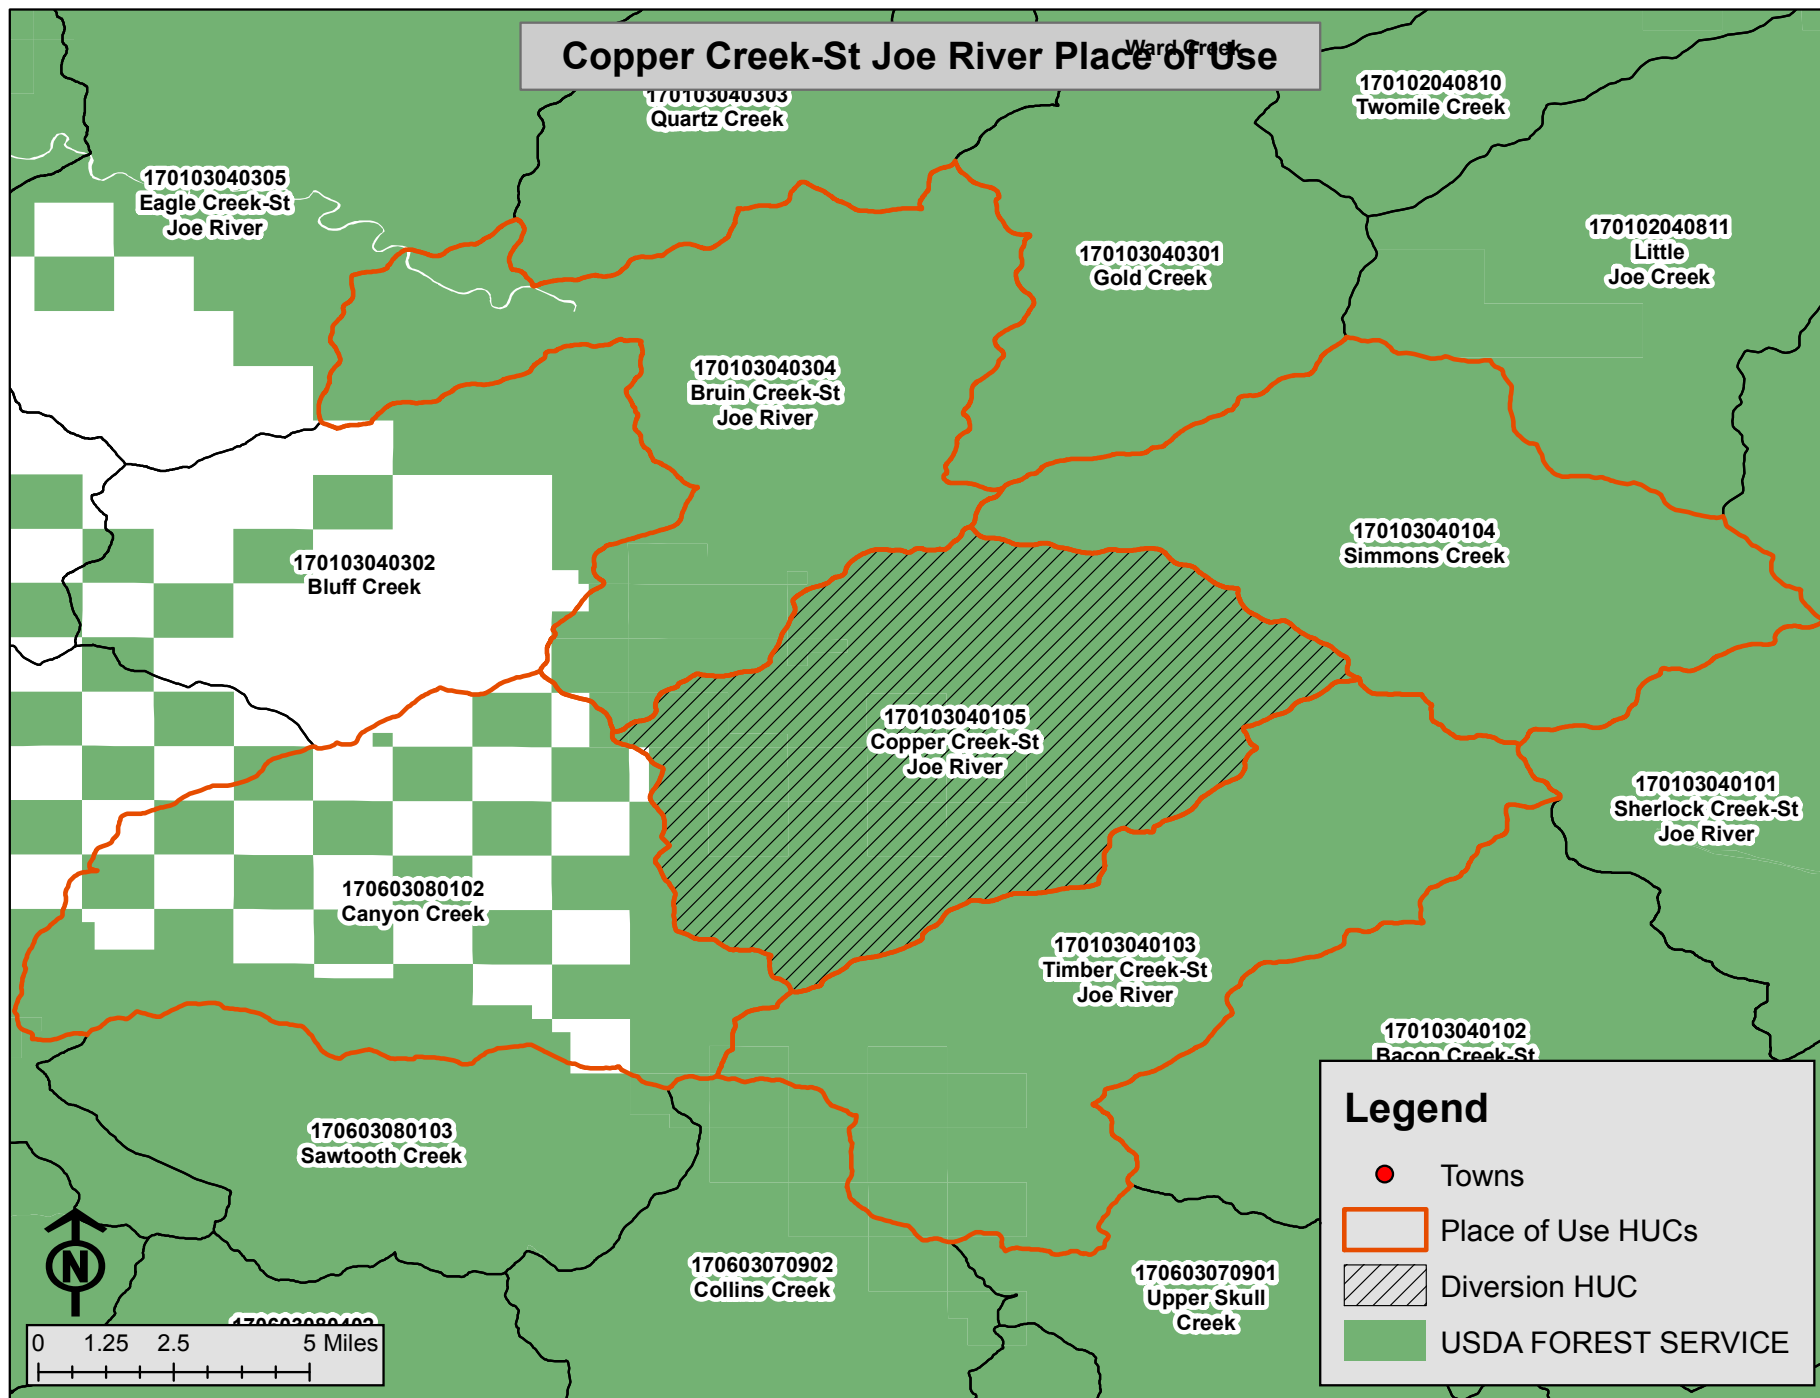 Copper Creek-St Joe River Place of Use
Ward Creek
170103040303
Quartz Creek
170102040810
Twomile Creek
170103040305
Eagle Creek-St
Joe River
170103040301
Gold Creek
170102040811
Little
Joe Creek
170103040304
Bruin Creek-St
Joe River
170103040302
Bluff Creek
170103040104
Simmons Creek
170103040105
Copper Creek-St
Joe River
170103040101
Sherlock Creek-St
Joe River
170603080102
Canyon Creek
170103040103
Timber Creek-St
Joe River
170103040102
Bacon Creek-St
170603080103
Sawtooth Creek
170603070902
Collins Creek
170603070901
Upper Skull
Creek
Legend
Towns
Place of Use HUCs
Diversion HUC
USDA FOREST SERVICE
N
0 1.25 2.5 5 Miles